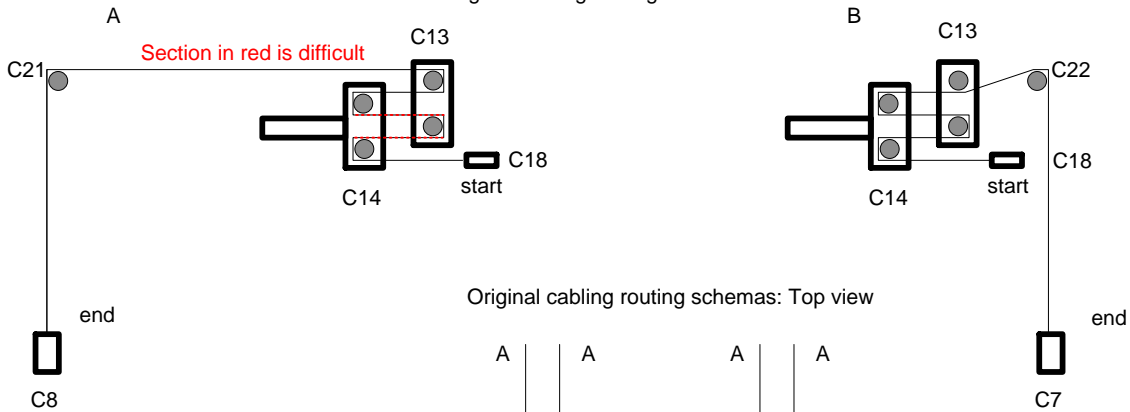 A
B
C13
C13
Section in red is difficult
C21
C22
C18
C18
start
start
C14
C14
Original cabling routing schemas: Top view
end
end
A
A
A
A
C8
C7